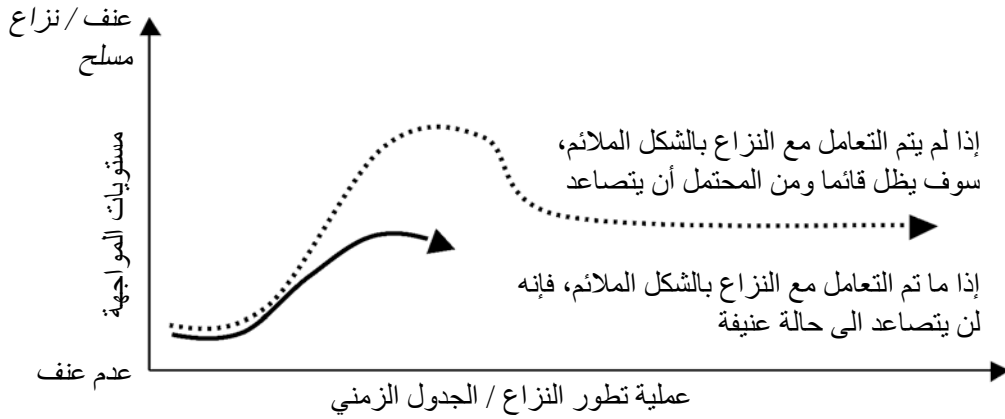 عنف / نزاع
مسلح
مستويات المواجهة
إذا لم يتم التعامل مع النزاع بالشكل الملائم،
سوف يظل قائما ومن المحتمل أن يتصاعد
إذا ما تم التعامل مع النزاع بالشكل الملائم، فإنه
لن يتصاعد الى حالة عنيفة
عدم عنف
عملية تطور النزاع / الجدول الزمني